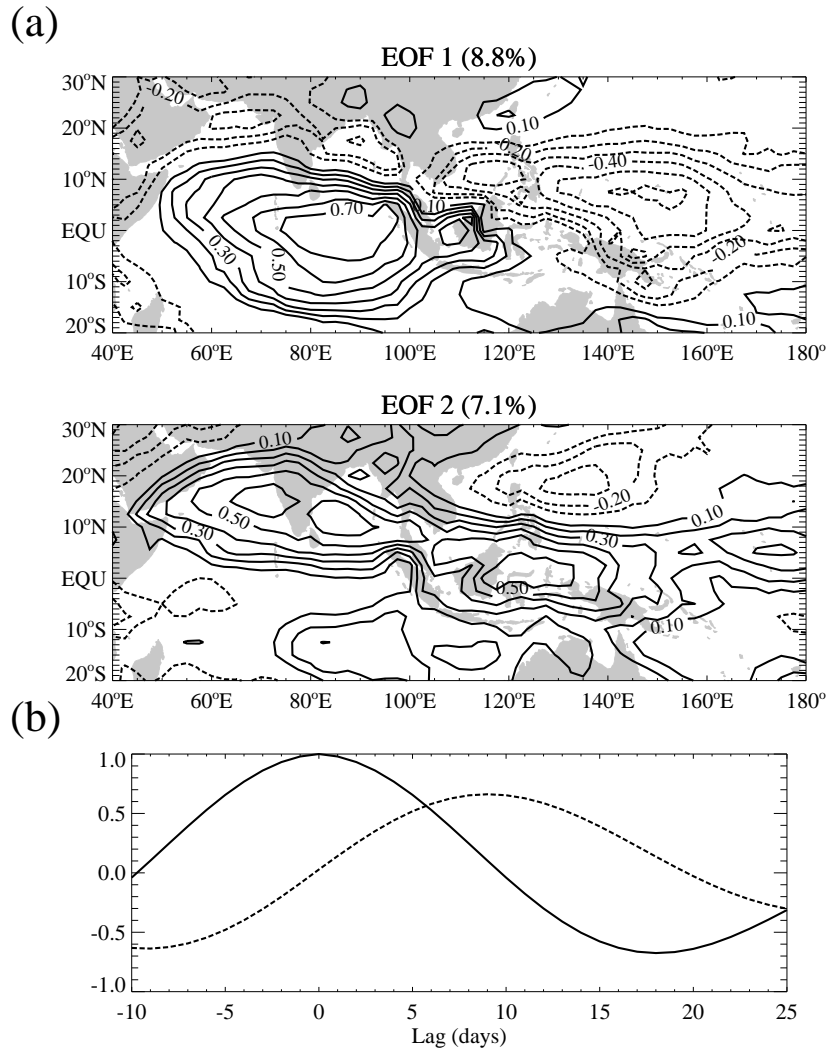 (a)
EOF 1 (8.8%)
30°N
20°N
10°N
EQU
10°S
20°S
-0.20
0.10
0.20
-0.40
0.10
0.70
0.30
0.50
-0.20
0.10
40°E 60°E 80°E 100°E 120°E 140°E 160°E 180°
EOF 2 (7.1%)
30°N
20°N
10°N
EQU
10°S
20°S
0.10
-0.20
0.10
0.50
0.30
0.30
0.50
0.10
40°E 60°E 80°E 100°E 120°E 140°E 160°E 180°
(b)
1.0
0.5
0.0
-0.5
-1.0
-10 -5 0 5 10 15 20 25
Lag (days)